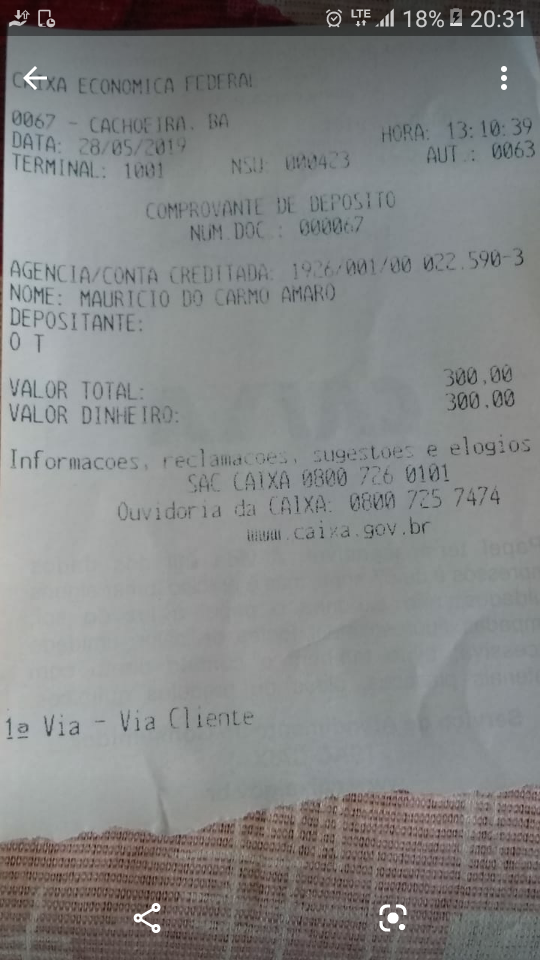 LTE 18% 20:31
CAIXA ECONOMICA FEDERAL
0067 - CACHOEIRA, BA
DATA: 28/05/2019 HORA: 13:10:39
TERMINAL: 1001 NSU: 000423 AUT.: 0063
COMPROVANTE DE DEPOSITO
NUM.DOC.: 000067
AGENCIA/CONTA CREDITADA: 1926/001/00 022.590-3
NOME: MAURICIO DO CARMO AMARO
DEPOSITANTE:
O T
VALOR TOTAL: 300.00
VALOR DINHEIRO: 300.00
Informacoes, reclamacoes, sugestoes e elogios
SAC CAIXA 0800 726 0101
Ouvidoria da CAIXA: 0800 725 7474
www.caixa.gov.br
1ª Via - Via Cliente